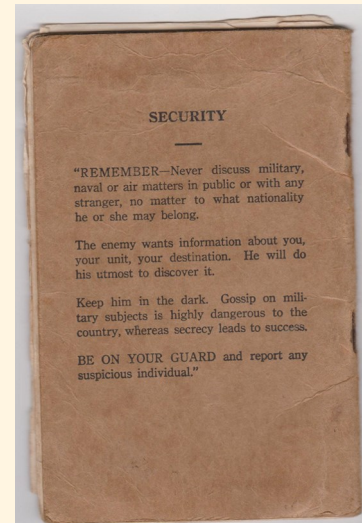 SECURITY
"REMEMBER—Never discuss military,
naval or air matters in public or with any
stranger, no matter to what nationality
he or she may belong.
The enemy wants information about you,
your unit, your destination. He will do
his utmost to discover it.
Keep him in the dark. Gossip on mili-
tary subjects is highly dangerous to the
country, whereas secrecy leads to success.
BE ON YOUR GUARD and report any
suspicious individual."